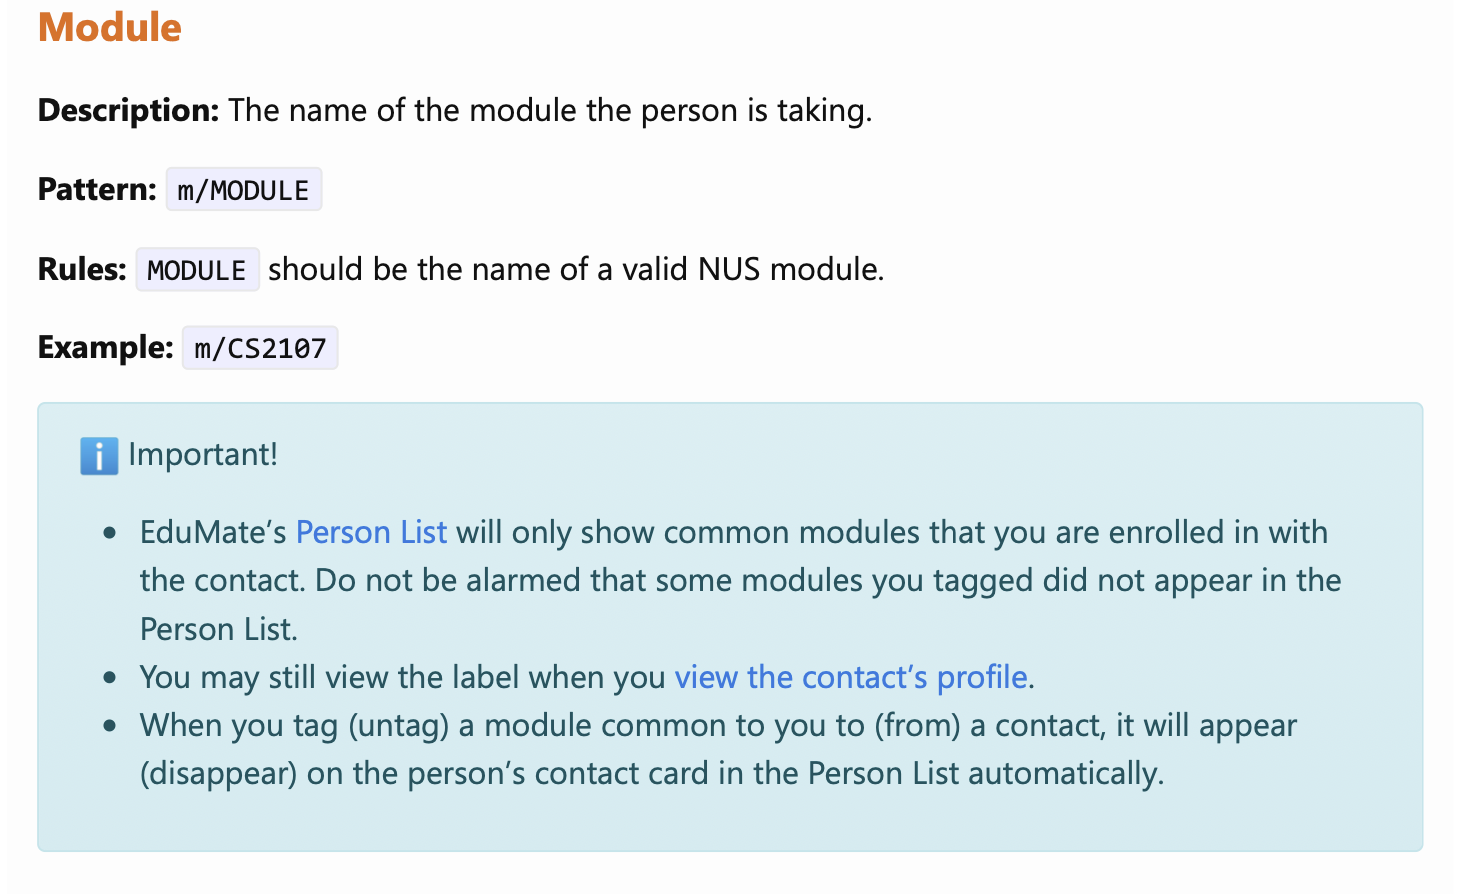 Module
Description: The name of the module the person is taking.
Pattern: m/MODULE
Rules: MODULE should be the name of a valid NUS module.
Example: m/CS2107
ℹ️ Important!
• EduMate’s Person List will only show common modules that you are enrolled in with
the contact. Do not be alarmed that some modules you tagged did not appear in the
Person List.
• You may still view the label when you view the contact’s profile.
• When you tag (untag) a module common to you to (from) a contact, it will appear
(disappear) on the person’s contact card in the Person List automatically.